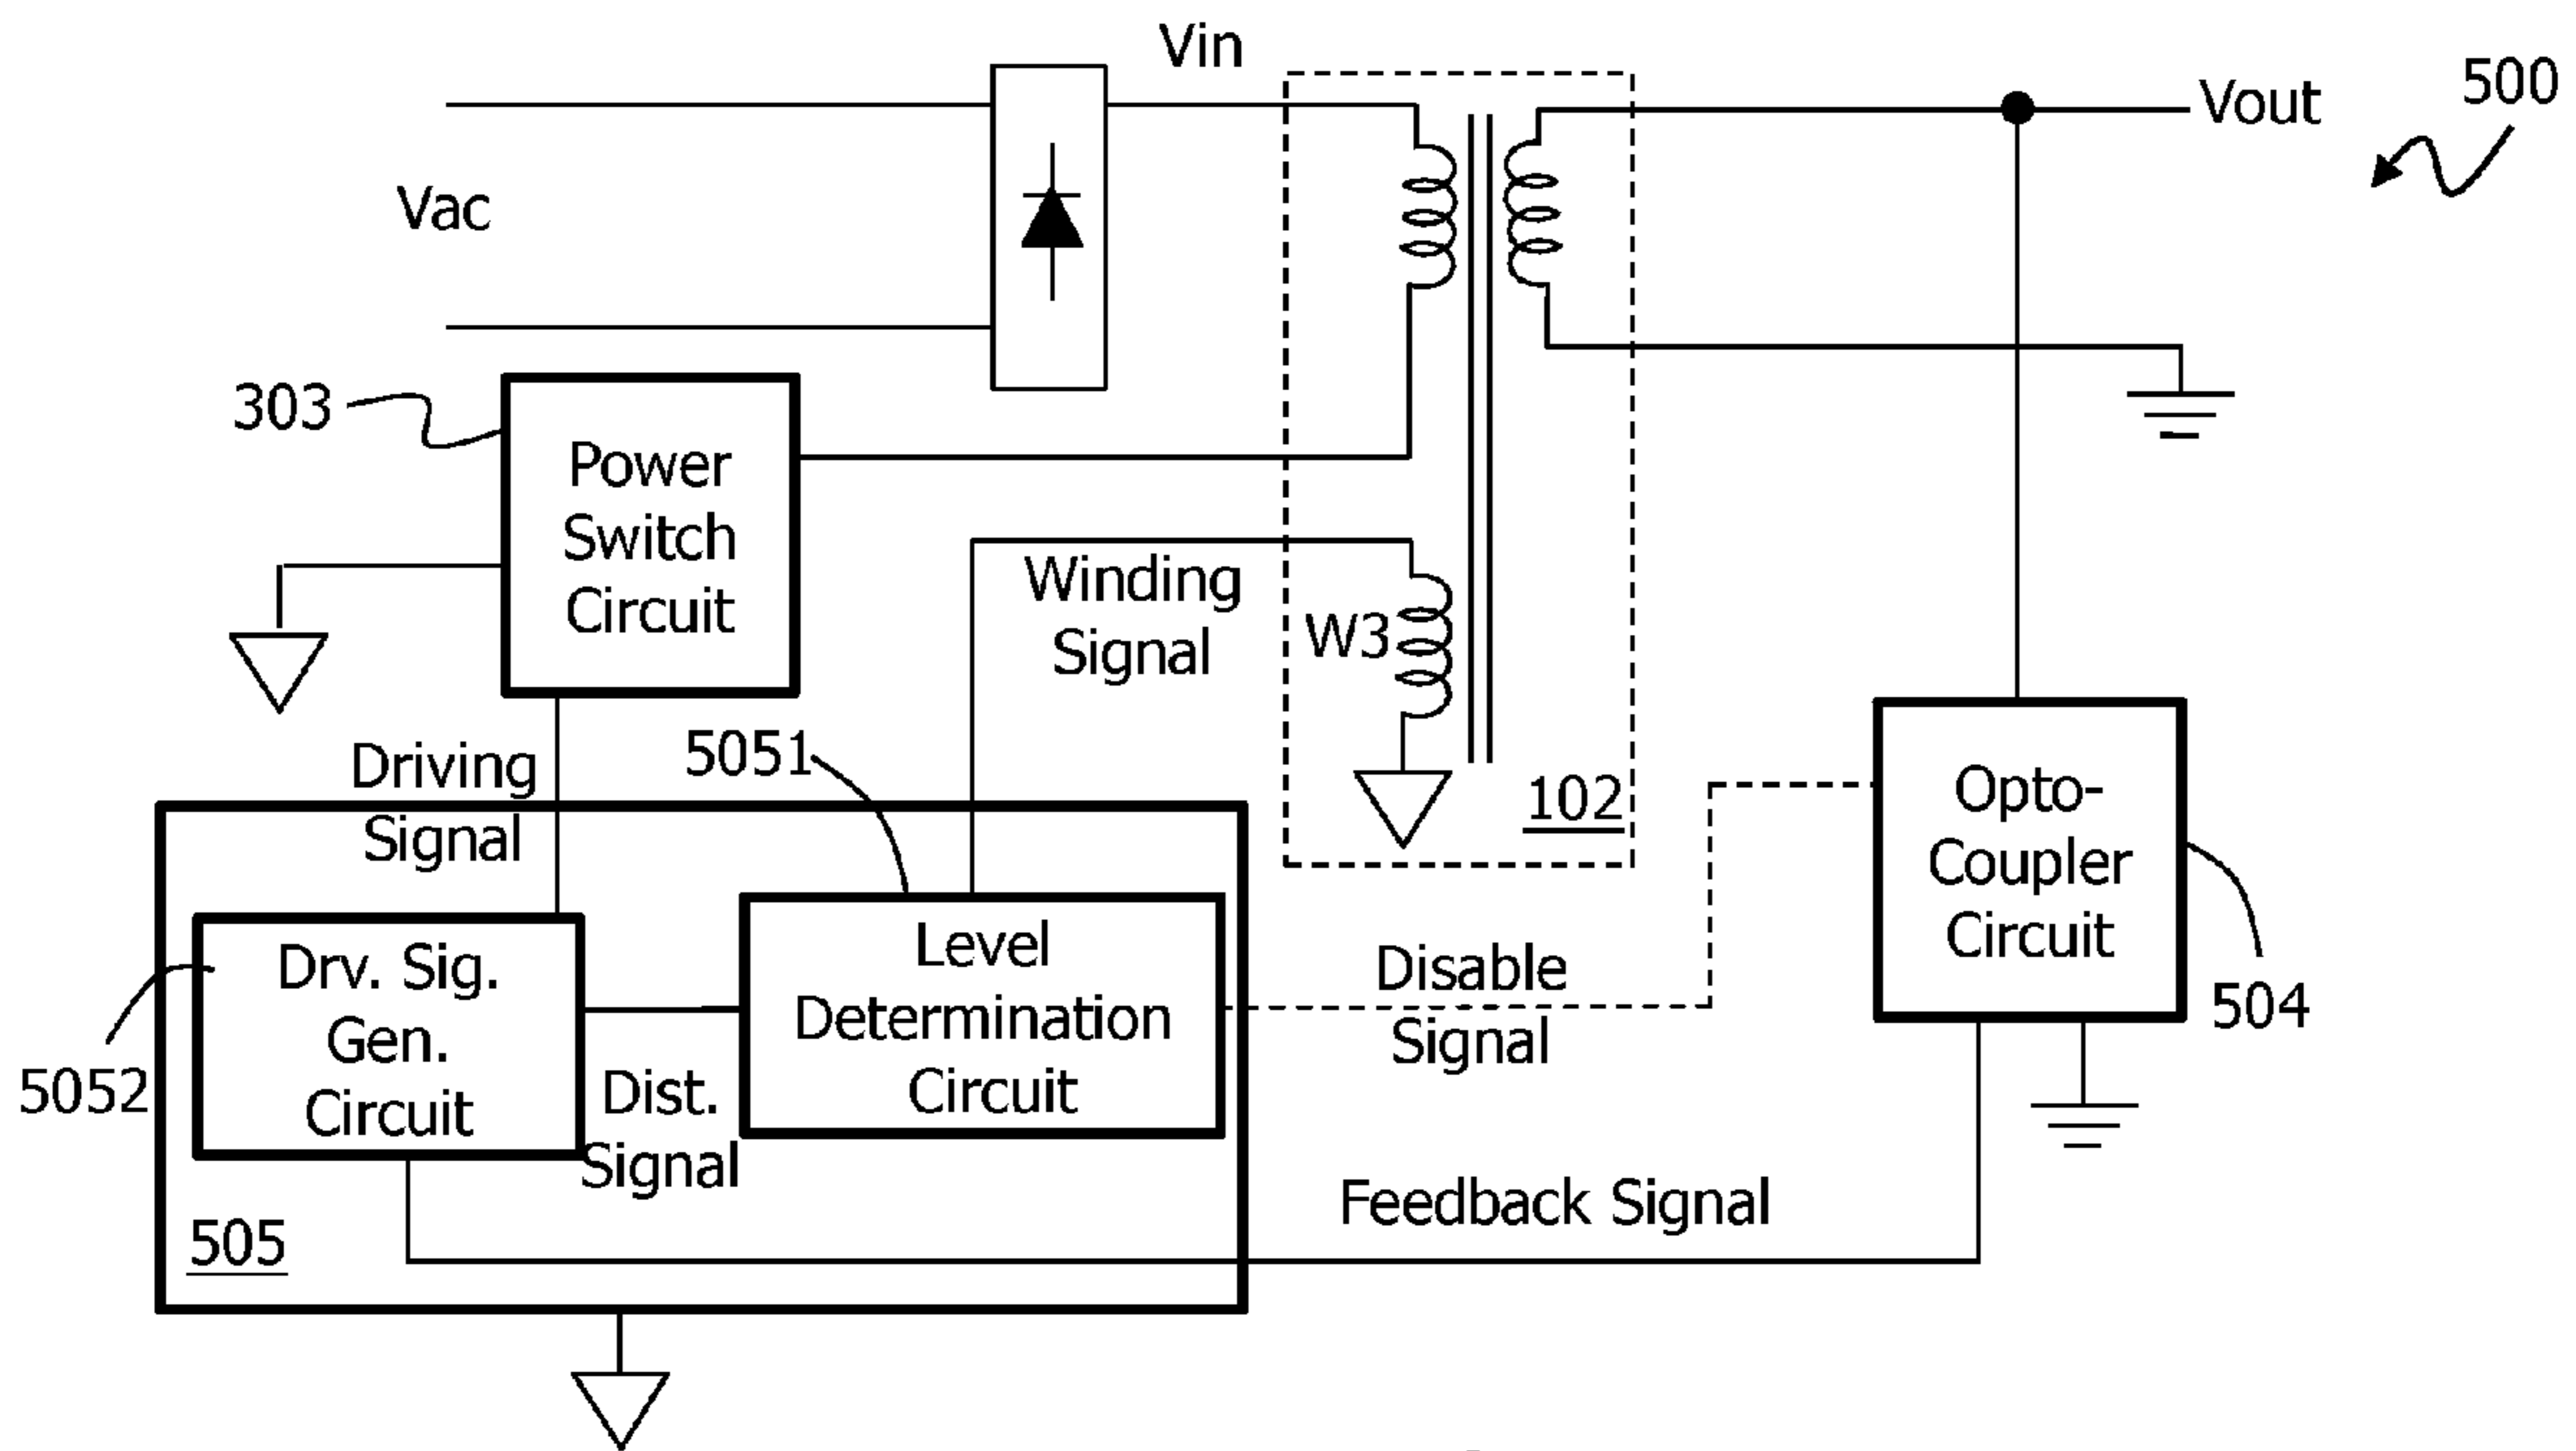 Vin
500
Vout
Vac
303
Power
Switch
Circuit
Winding
Signal
W3
Driving
Signal
5051
102
Opto-
Coupler
Circuit
504
Drv. Sig.
Gen.
Circuit
5052
Level
Determination
Circuit
Disable
Signal
Dist.
Signal
Feedback Signal
505